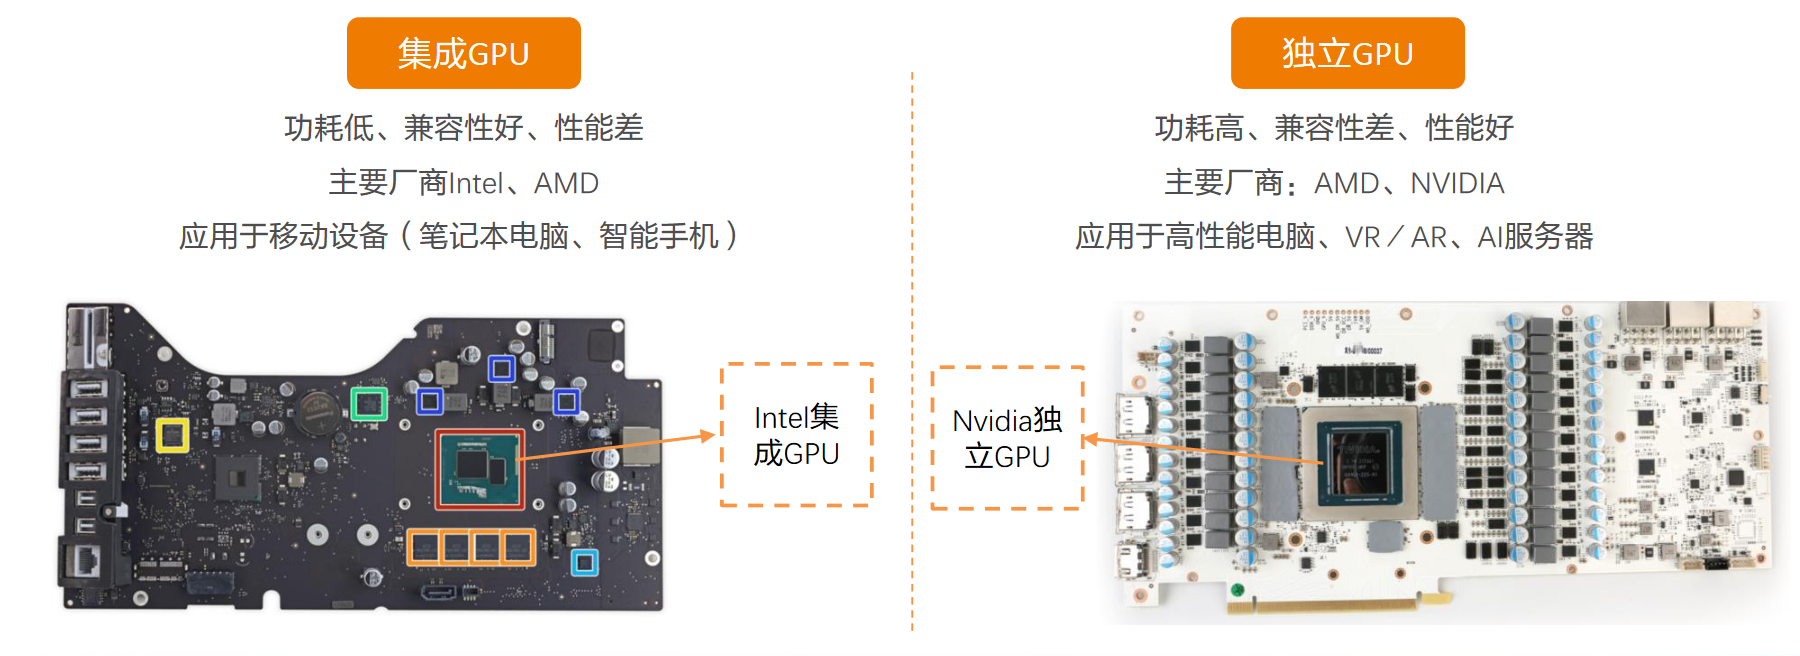 集成GPU
功耗低、兼容性好、性能差
主要厂商Intel、AMD
应用于移动设备（笔记本电脑、智能手机）
Intel集
成GPU
独立GPU
功耗高、兼容性差、性能好
主要厂商：AMD、NVIDIA
应用于高性能电脑、VR／AR、AI服务器
Nvidia独
立GPU
NVIDIA